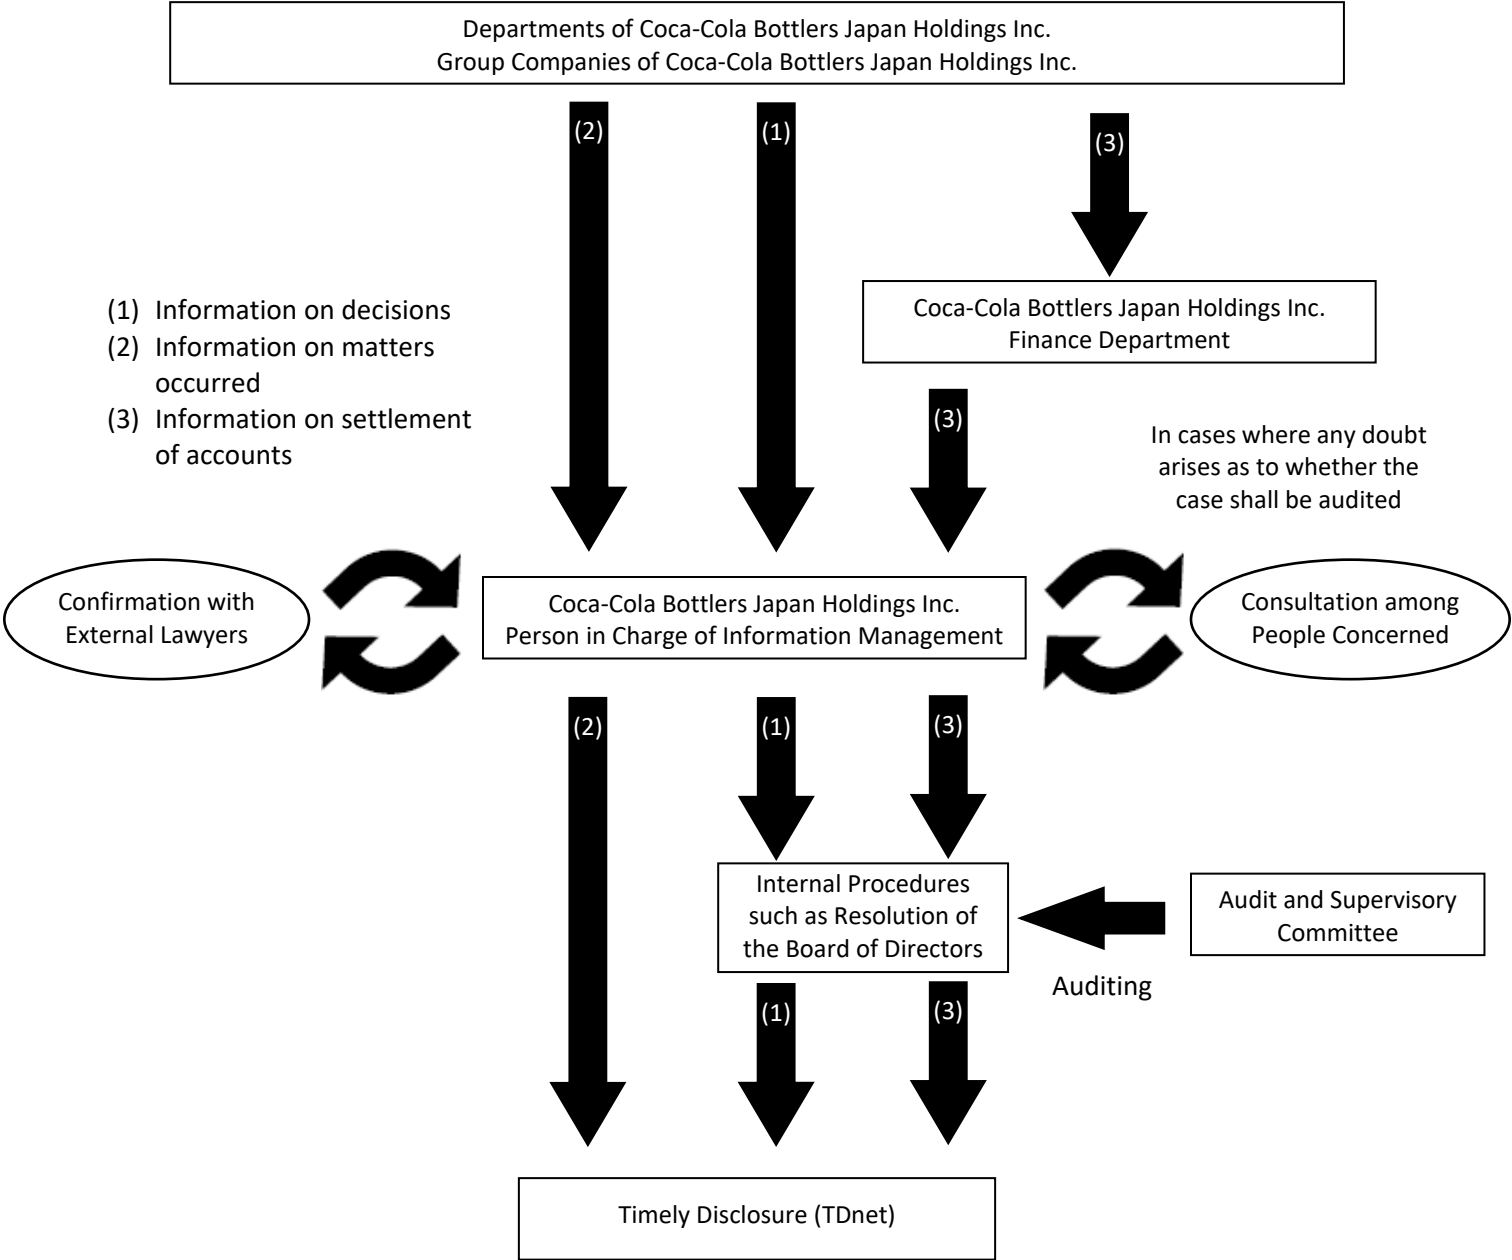 Departments of Coca-Cola Bottlers Japan Holdings Inc.
Group Companies of Coca-Cola Bottlers Japan Holdings Inc.
(2)
(1)
(3)
(1) Information on decisions
(2) Information on matters
occurred
(3) Information on settlement
of accounts
Coca-Cola Bottlers Japan Holdings Inc.
Finance Department
(3)
In cases where any doubt
arises as to whether the
case shall be audited
Confirmation with
External Lawyers
Coca-Cola Bottlers Japan Holdings Inc.
Person in Charge of Information Management
Consultation among
People Concerned
(2)
(1)
(3)
Internal Procedures
such as Resolution of
the Board of Directors
Audit and Supervisory
Committee
Auditing
(1)
(3)
Timely Disclosure (TDnet)